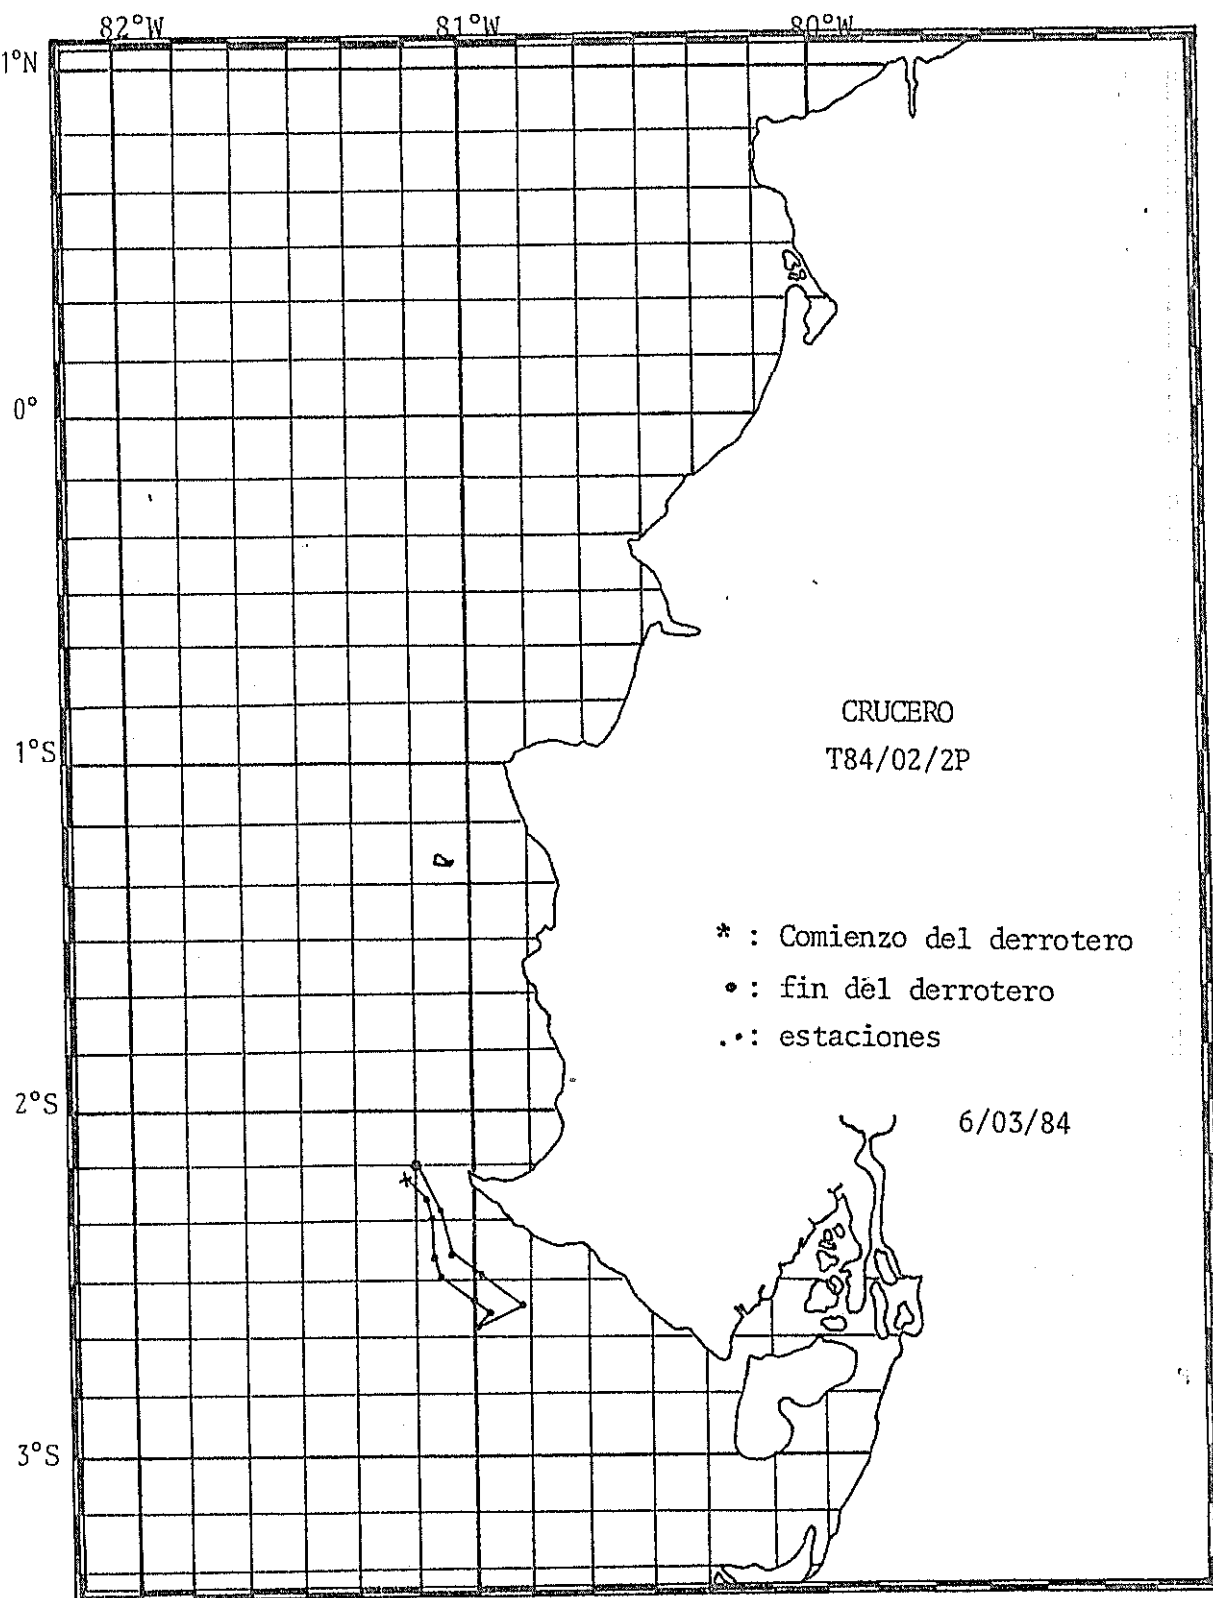 82°W 81°W 80°W
1°N
0°
1°S
CRUCERO
T84/02/2P
* : Comienzo del derrotero
• : fin del derrotero
.•: estaciones
2°S
6/03/84
3°S